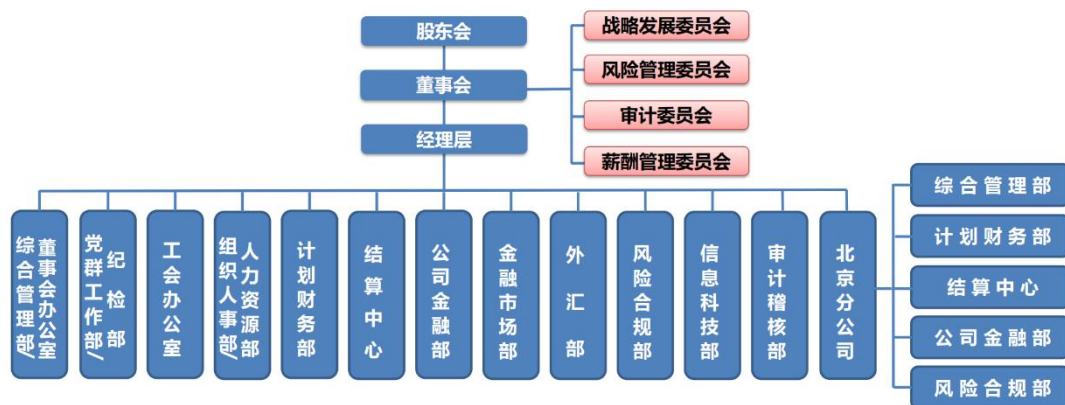 股东会
董事会
经理层
战略发展委员会
风险管理委员会
审计委员会
薪酬管理委员会
综合管理部/
董事会办公室
党群工作部/
纪检部
工会办公室
组织人事部/
人力资源部
计划财务部
结算中心
公司金融部
金融市场部
外汇部
风险合规部
信息科技部
审计稽核部
北京分公司
综合管理部
计划财务部
结算中心
公司金融部
风险合规部